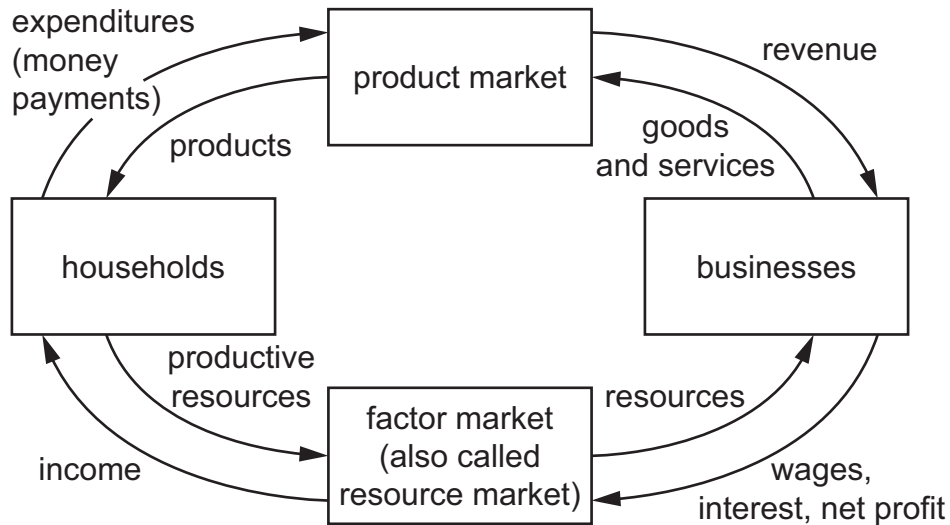 expenditures
(money
payments)
product market
revenue
products
goods
and services
households
businesses
productive
resources
factor market
(also called
resource market)
resources
income
wages,
interest, net profit